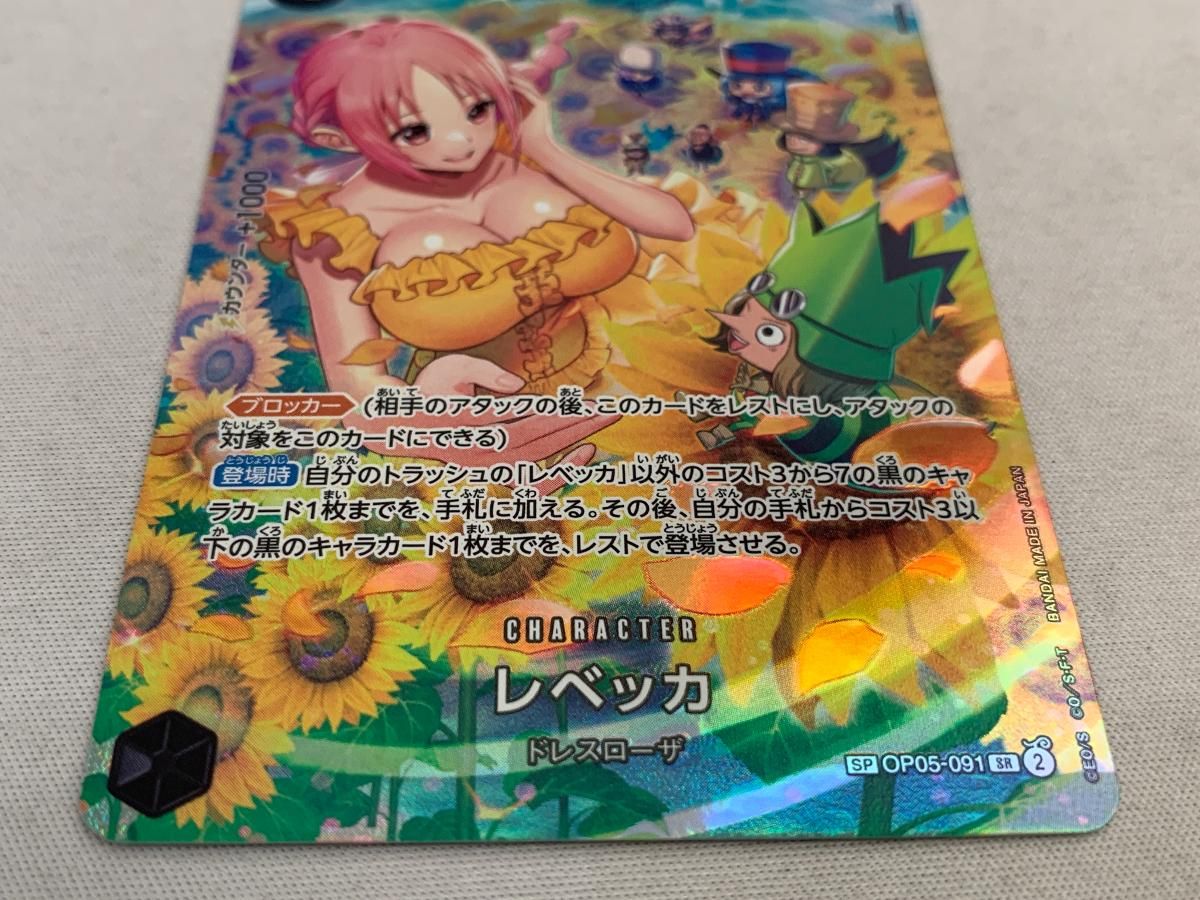 カウンター +1000
ブロッカー (相手のアタックの後、このカードをレストにし、アタックの
対象をこのカードにできる)
登場時 自分のトラッシュの「レベッカ」以外のコスト3から7の黒のキャ
ラカード1枚までを、手札に加える。その後、自分の手札からコスト3以
下の黒のキャラカード1枚までを、レストで登場させる。
CHARACTER
レベッカ
ドレスローザ
SP OP05-091 SR 2
©E.O/S ©O/S・F・T BANDAI MADE IN JAPAN